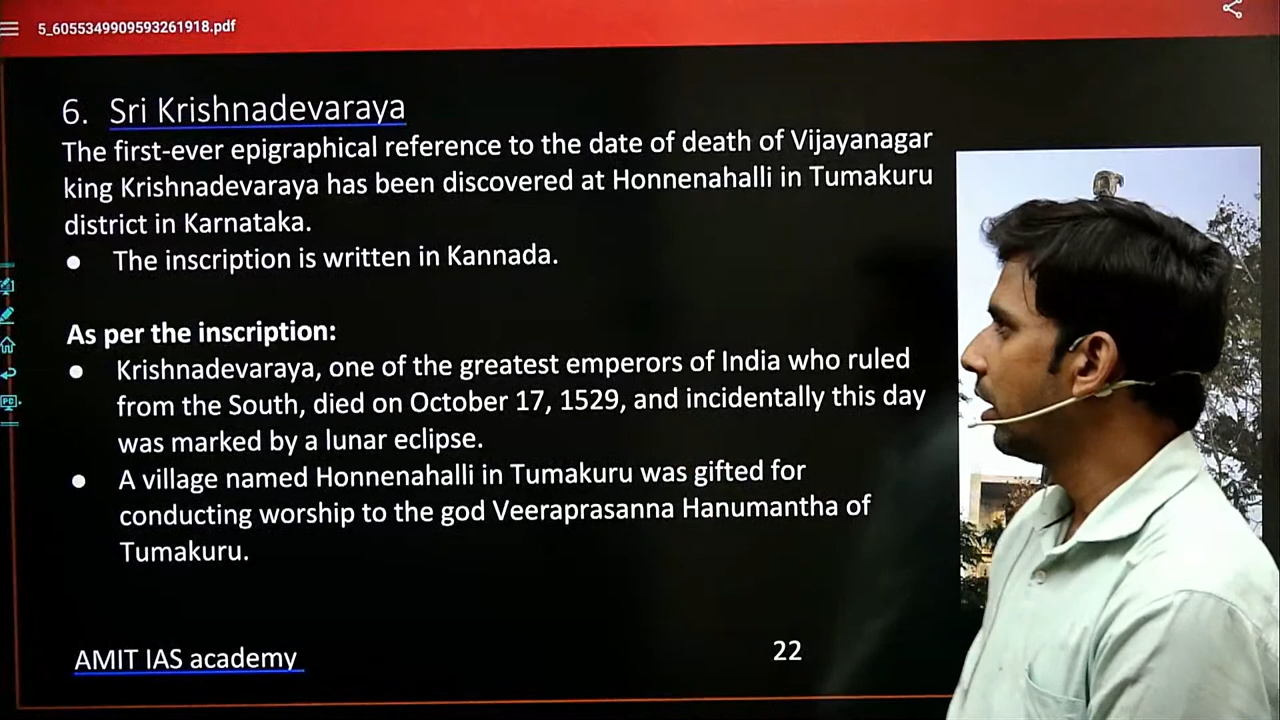 5_6055349909593261918.pdf
6. Sri Krishnadevaraya
The first-ever epigraphical reference to the date of death of Vijayanagar
king Krishnadevaraya has been discovered at Honnenahalli in Tumakuru
district in Karnataka.
● The inscription is written in Kannada.
As per the inscription:
● Krishnadevaraya, one of the greatest emperors of India who ruled
from the South, died on October 17, 1529, and incidentally this day
was marked by a lunar eclipse.
● A village named Honnenahalli in Tumakuru was gifted for
conducting worship to the god Veeraprasanna Hanumantha of
Tumakuru.
AMIT IAS academy
22
PC